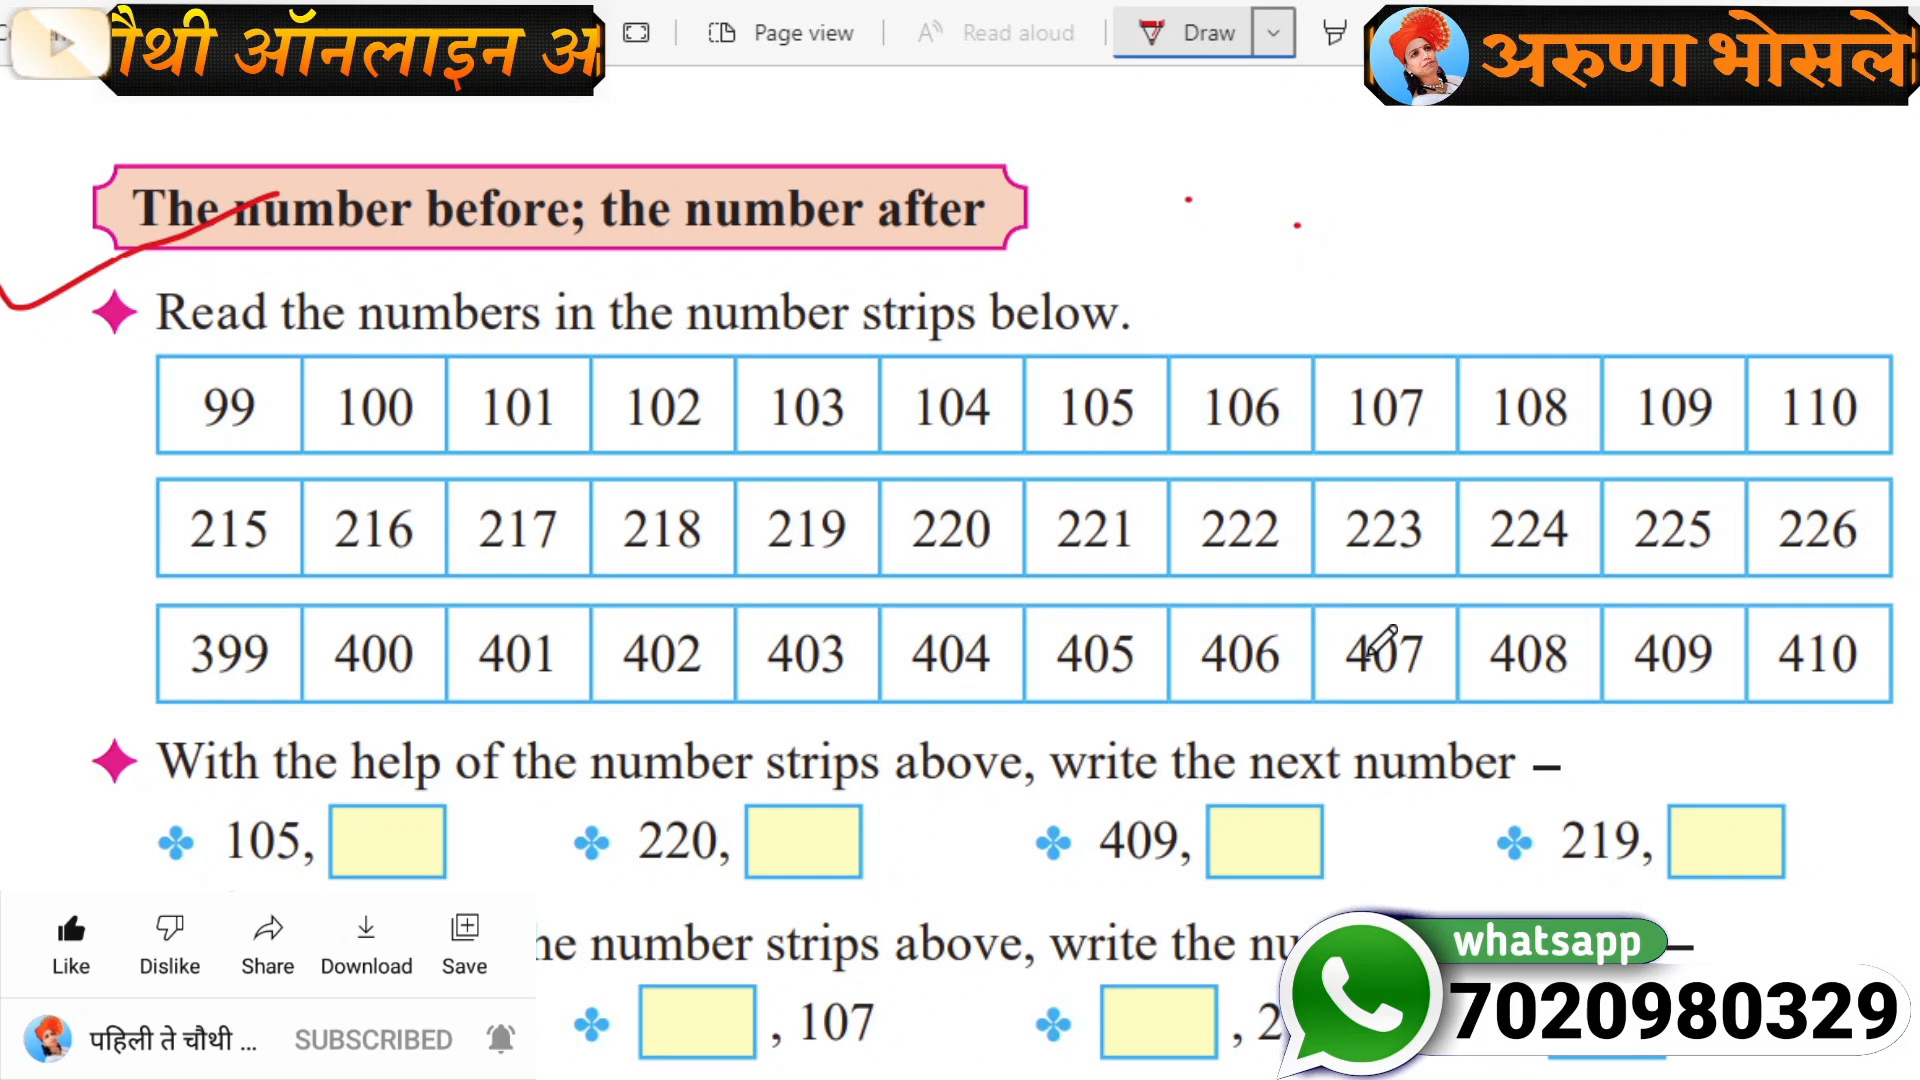 ौथी ऑनलाइन अ
Page view
Read aloud
Draw
अरुणा भोसले
The number before; the number after
Read the numbers in the number strips below.
99 100 101 102 103 104 105 106 107 108 109 110
215 216 217 218 219 220 221 222 223 224 225 226
399 400 401 402 403 404 405 406 407 408 409 410
With the help of the number strips above, write the next number –
105, 220, 409, 219,
he number strips above, write the nu –
, 107 , 2
Like Dislike Share Download Save
पहिली ते चौथी ... SUBSCRIBED
whatsapp
7020980329